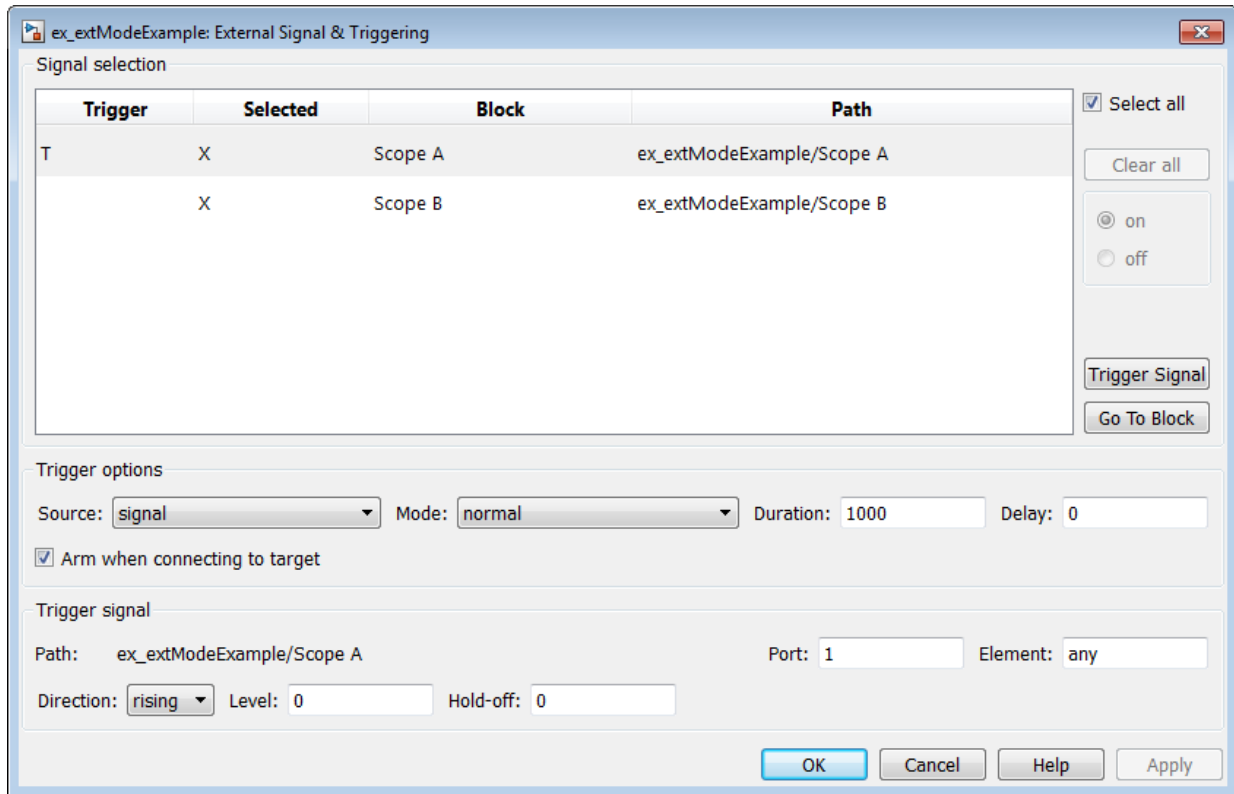 ex_extModeExample: External Signal & Triggering
Signal selection
Trigger Selected Block Path
Select all
T X Scope A ex_extModeExample/Scope A
Clear all
X Scope B ex_extModeExample/Scope B
on
off
Trigger Signal
Go To Block
Trigger options
Source: signal Mode: normal Duration: 1000 Delay: 0
Arm when connecting to target
Trigger signal
Path: ex_extModeExample/Scope A Port: 1 Element: any
Direction: rising Level: 0 Hold-off: 0
OK Cancel Help Apply